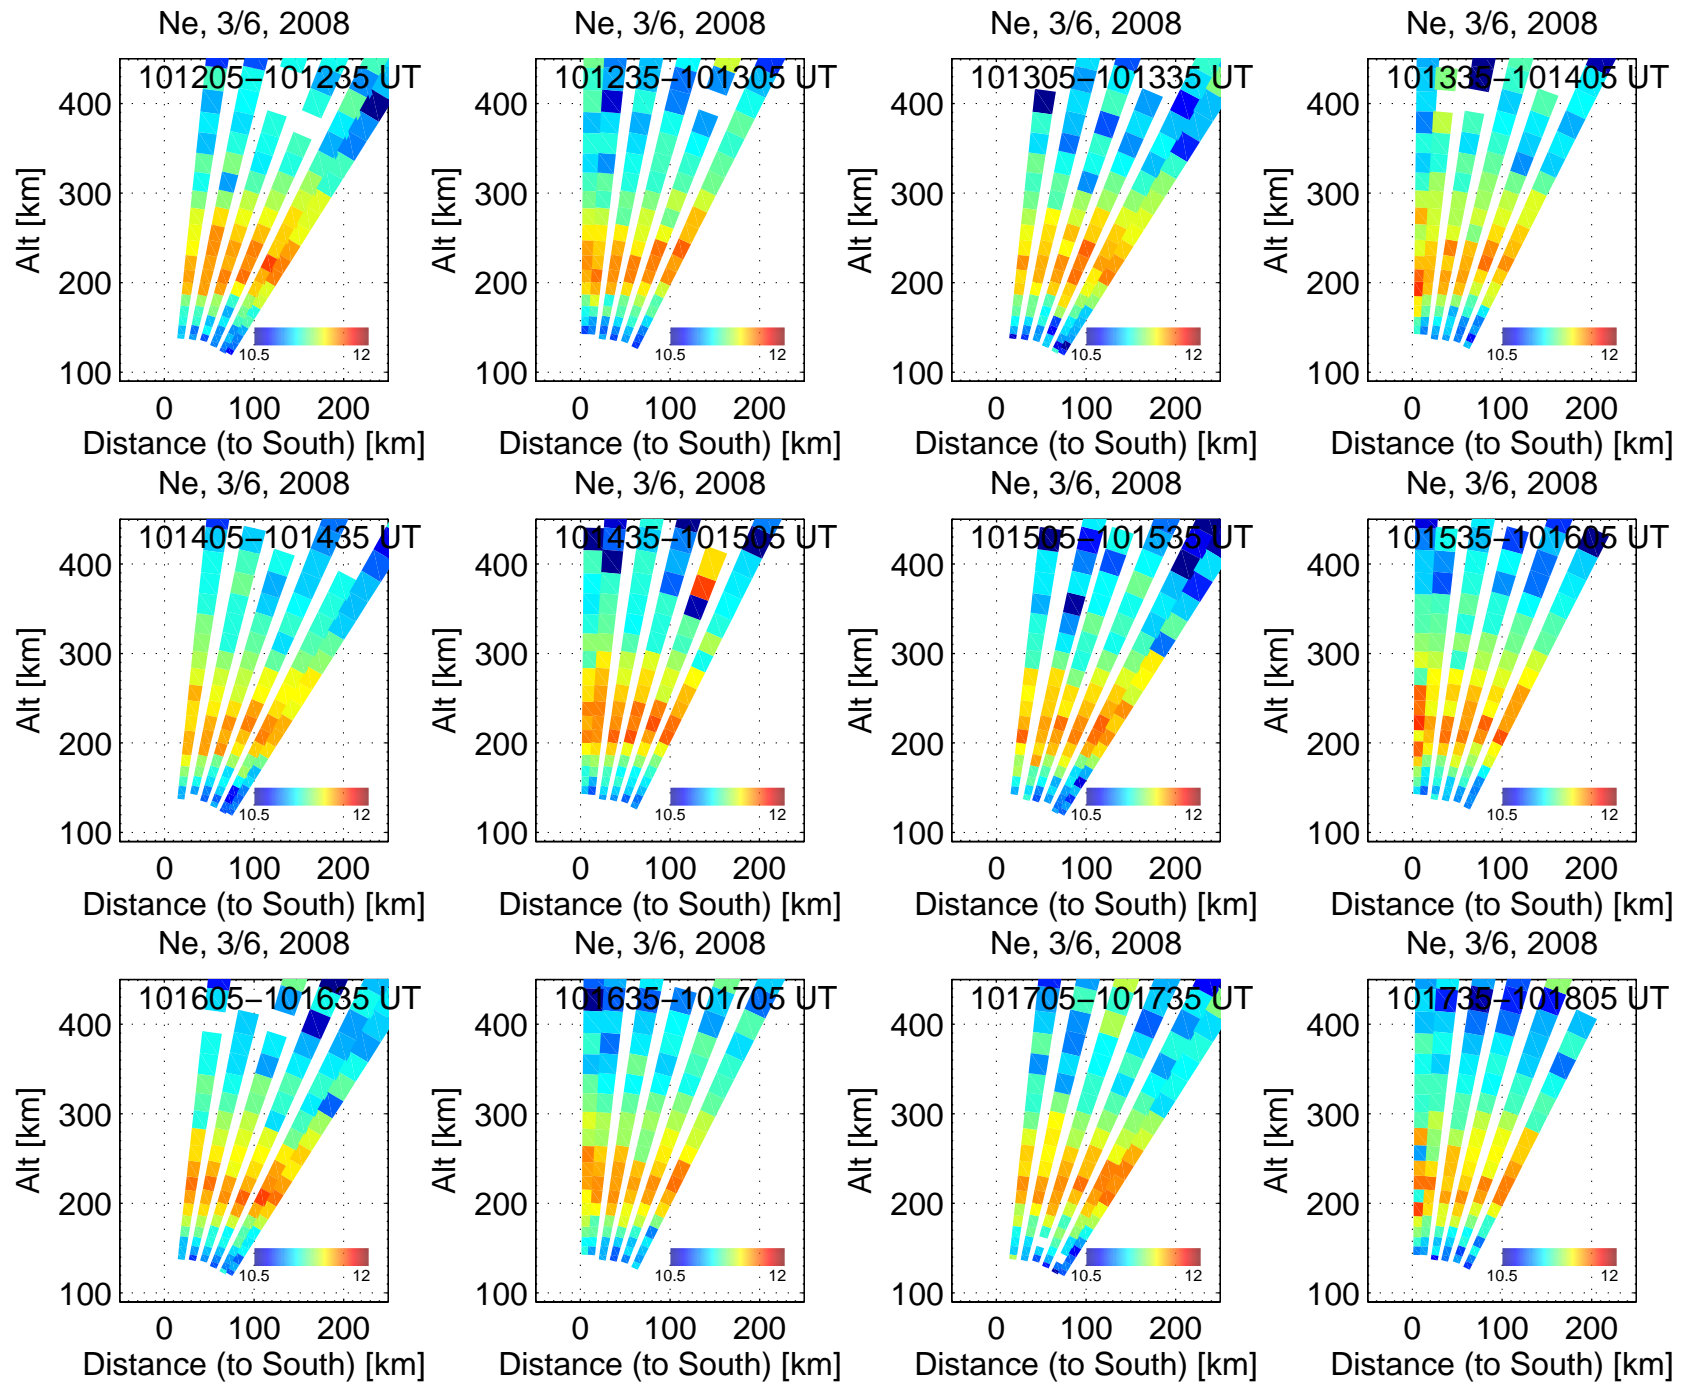 Ne, 3/6, 2008 Ne, 3/6, 2008 Ne, 3/6, 2008 Ne, 3/6, 2008
101205–101235 UT 101235–101305 UT 101305–101335 UT 101335–101405 UT
400 400 400 400
300 300 300 300
Alt [km] Alt [km] Alt [km] Alt [km]
200 200 200 200
10.5 12 10.5 12 10.5 12 10.5 12
100 100 100 100
0 100 200 0 100 200 0 100 200 0 100 200
Distance (to South) [km] Distance (to South) [km] Distance (to South) [km] Distance (to South) [km]
Ne, 3/6, 2008 Ne, 3/6, 2008 Ne, 3/6, 2008 Ne, 3/6, 2008
101405–101435 UT 101435–101505 UT 101505–101535 UT 101535–101605 UT
400 400 400 400
300 300 300 300
Alt [km] Alt [km] Alt [km] Alt [km]
200 200 200 200
10.5 12 10.5 12 10.5 12 10.5 12
100 100 100 100
0 100 200 0 100 200 0 100 200 0 100 200
Distance (to South) [km] Distance (to South) [km] Distance (to South) [km] Distance (to South) [km]
Ne, 3/6, 2008 Ne, 3/6, 2008 Ne, 3/6, 2008 Ne, 3/6, 2008
101605–101635 UT 101635–101705 UT 101705–101735 UT 101735–101805 UT
400 400 400 400
300 300 300 300
Alt [km] Alt [km] Alt [km] Alt [km]
200 200 200 200
10.5 12 10.5 12 10.5 12 10.5 12
100 100 100 100
0 100 200 0 100 200 0 100 200 0 100 200
Distance (to South) [km] Distance (to South) [km] Distance (to South) [km] Distance (to South) [km]